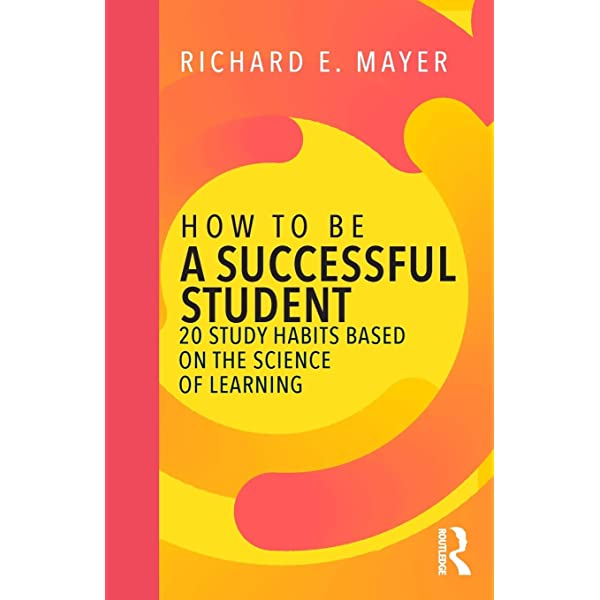 RICHARD E. MAYER
HOW TO BE
A SUCCESSFUL
STUDENT
20 STUDY HABITS BASED
ON THE SCIENCE
OF LEARNING
ROUTLEDGE